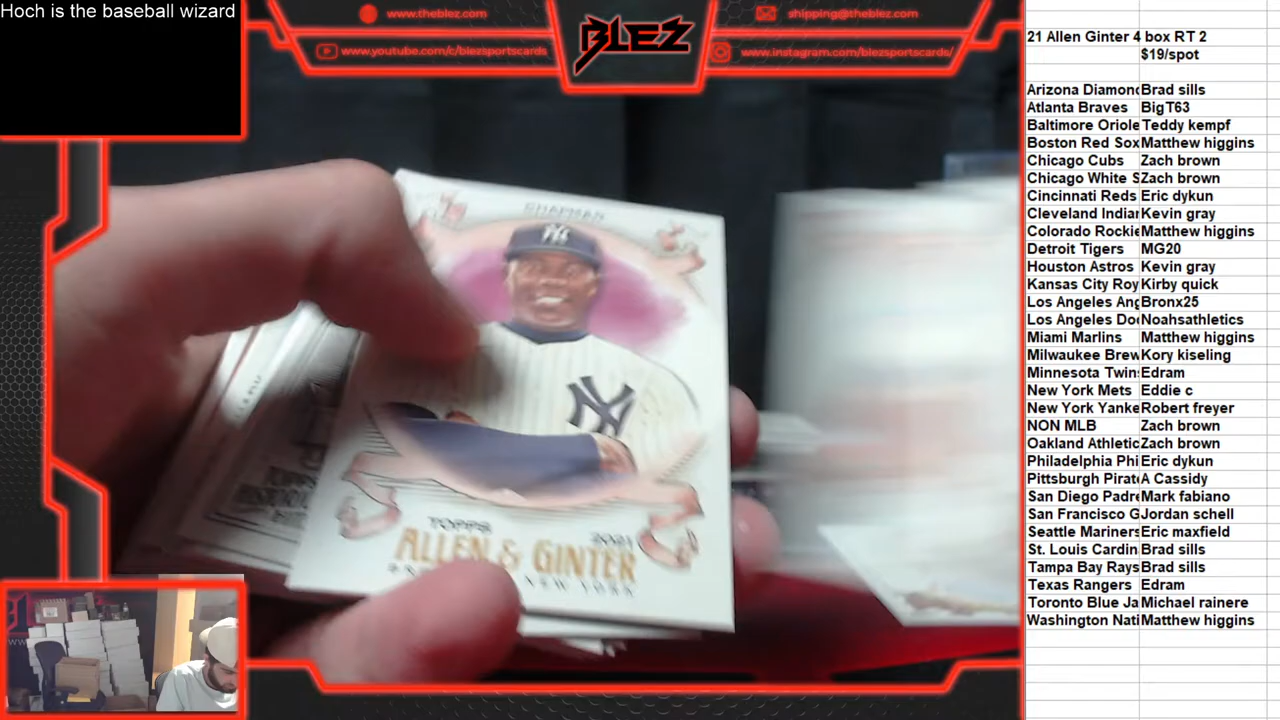 Hoch is the baseball wizard
www.theblez.com
shipping@theblez.com
www.youtube.com/c/blezsportscards
www.instagram.com/blezsportscards/
BLEZ
CHAPMAN
NY
NY
TOPPS 2021
ALLEN & GINTER
NEW YORK
21 Allen Ginter 4 box RT 2
$19/spot
Arizona Diamond Brad sills
Atlanta Braves BigT63
Baltimore Oriole Teddy kempf
Boston Red Sox Matthew higgins
Chicago Cubs Zach brown
Chicago White S Zach brown
Cincinnati Reds Eric dykun
Cleveland Indian Kevin gray
Colorado Rockie Matthew higgins
Detroit Tigers MG20
Houston Astros Kevin gray
Kansas City Roy Kirby quick
Los Angeles Ang Bronx25
Los Angeles Dod Noahsathletics
Miami Marlins Matthew higgins
Milwaukee Brew Kory kiseling
Minnesota Twins Edram
New York Mets Eddie c
New York Yanke Robert freyer
NON MLB Zach brown
Oakland Athletic Zach brown
Philadelphia Phi Eric dykun
Pittsburgh Pirate A Cassidy
San Diego Padre Mark fabiano
San Francisco G Jordan schell
Seattle Mariners Eric maxfield
St. Louis Cardin Brad sills
Tampa Bay Rays Brad sills
Texas Rangers Edram
Toronto Blue Ja Michael rainere
Washington Nati Matthew higgins